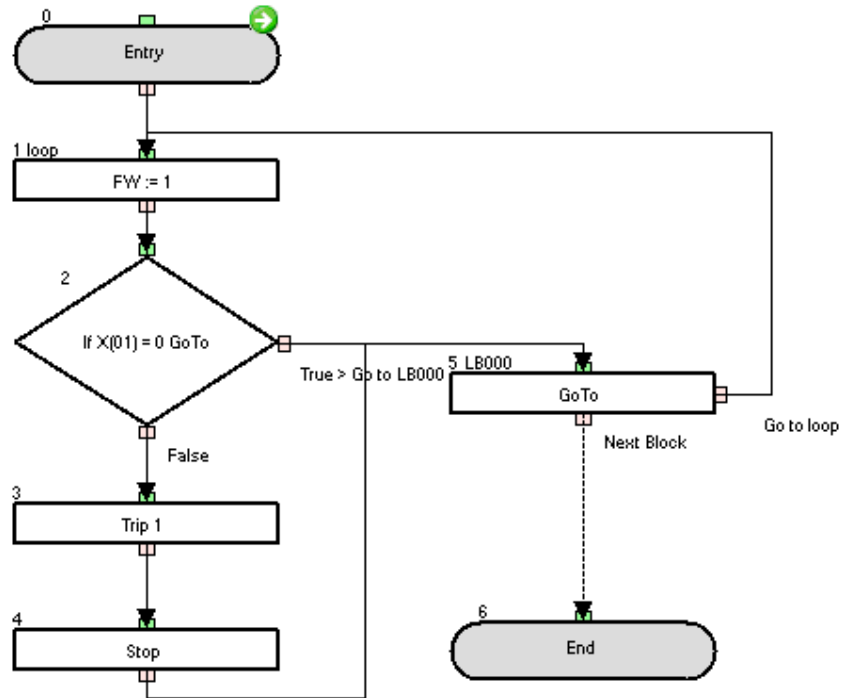 0
Entry
1 loop
FW := 1
2
If X(01) = 0 GoTo
True > Go to LB000
5 LB000
GoTo
Go to loop
Next Block
False
3
Trip 1
4
Stop
6
End